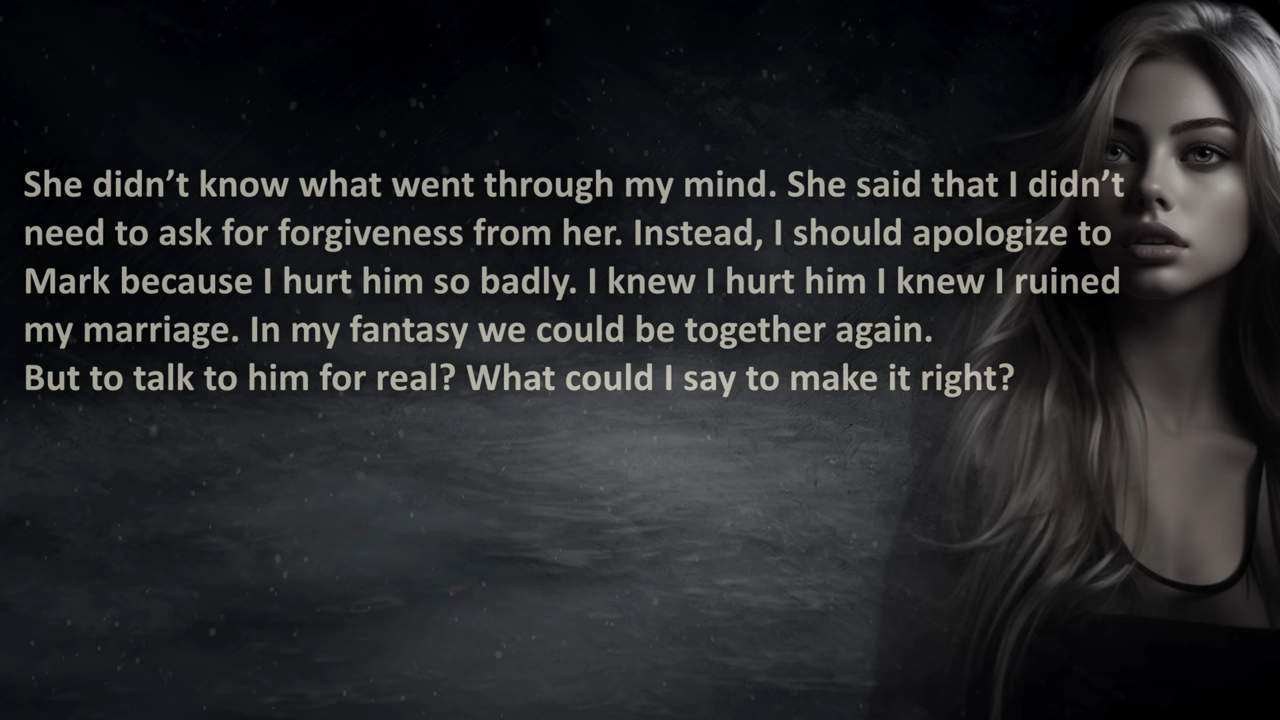 She didn’t know what went through my mind. She said that I didn’t
need to ask for forgiveness from her. Instead, I should apologize to
Mark because I hurt him so badly. I knew I hurt him I knew I ruined
my marriage. In my fantasy we could be together again.
But to talk to him for real? What could I say to make it right?